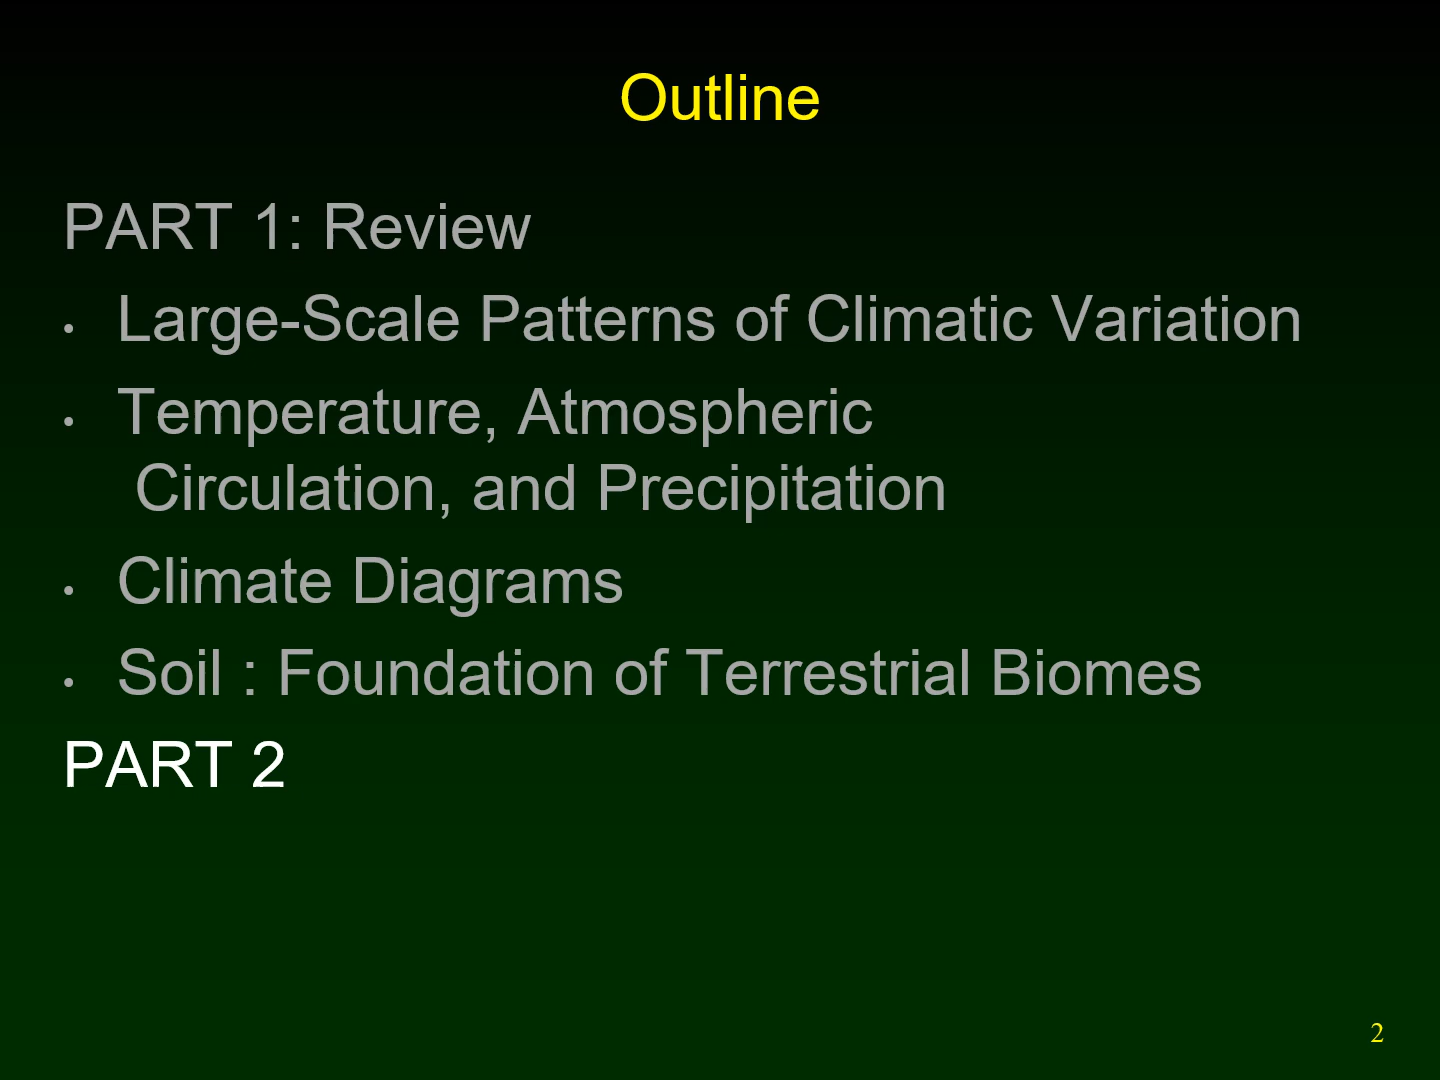 Outline
PART 1: Review
• Large-Scale Patterns of Climatic Variation
• Temperature, Atmospheric
Circulation, and Precipitation
• Climate Diagrams
• Soil : Foundation of Terrestrial Biomes
PART 2
2